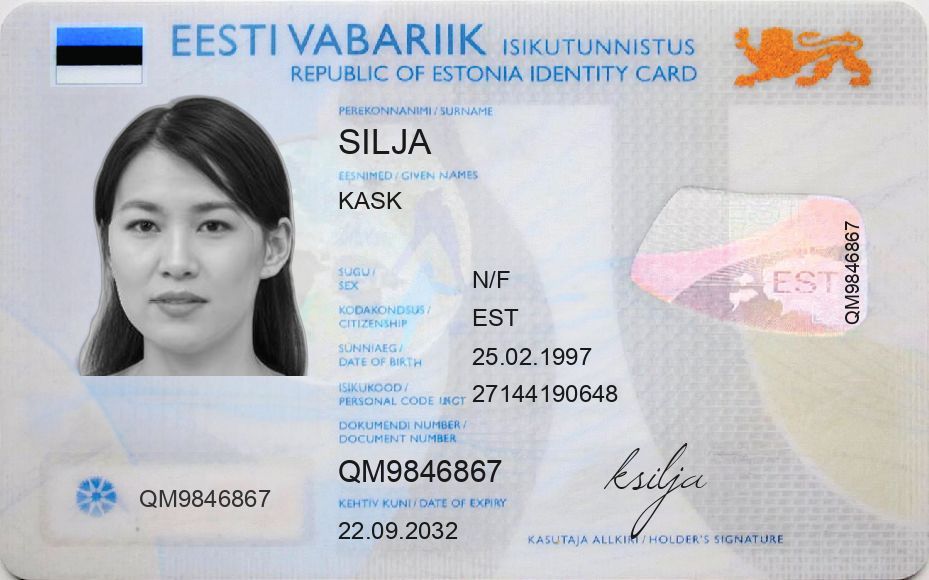 EESTI VABARIIK ISIKUTUNNISTUS
REPUBLIC OF ESTONIA IDENTITY CARD
PEREKONNANIMI / SURNAME
SILJA
EESNIMED / GIVEN NAMES
KASK
SUGU /
SEX
N/F
KODAKONDSUS /
CITIZENSHIP
EST
SÜNNIAEG /
DATE OF BIRTH
25.02.1997
ISIKUKOOD /
PERSONAL CODE
27144190648
DOKUMENDI NUMBER /
DOCUMENT NUMBER
QM9846867
KEHTIV KUNI / DATE OF EXPIRY
22.09.2032
QM9846867
EST
QM9846867
ksilja
KASUTAJA ALLKIRI / HOLDER'S SIGNATURE